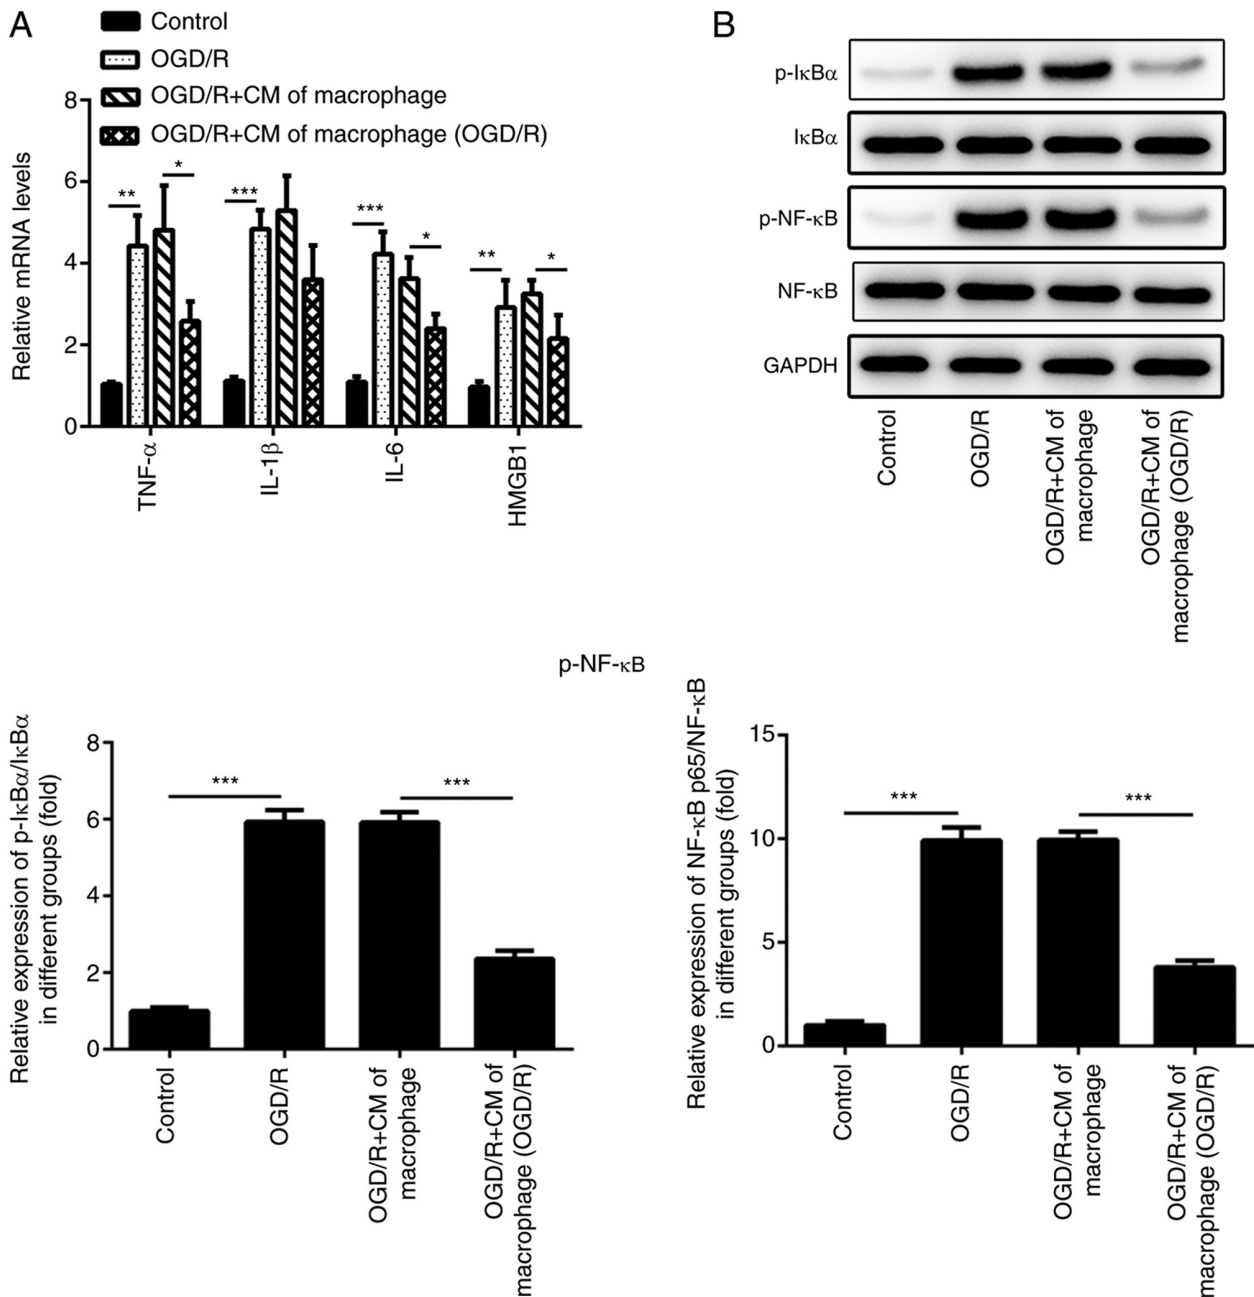 A
Control
OGD/R
OGD/R+CM of macrophage
OGD/R+CM of macrophage (OGD/R)
Relative mRNA levels
8
6
4
2
0
**
*
***
***
*
**
*
TNF-α
IL-1β
IL-6
HMGB1
B
p-IκBα
IκBα
p-NF-κB
NF-κB
GAPDH
Control
OGD/R
OGD/R+CM of
macrophage
OGD/R+CM of
macrophage (OGD/R)
p-NF-κB
Relative expression of p-IκBα/IκBα
in different groups (fold)
8
6
4
2
0
***
***
Control
OGD/R
OGD/R+CM of
macrophage
OGD/R+CM of
macrophage (OGD/R)
Relative expression of NF-κB p65/NF-κB
in different groups (fold)
15
10
5
0
***
***
Control
OGD/R
OGD/R+CM of
macrophage
OGD/R+CM of
macrophage (OGD/R)